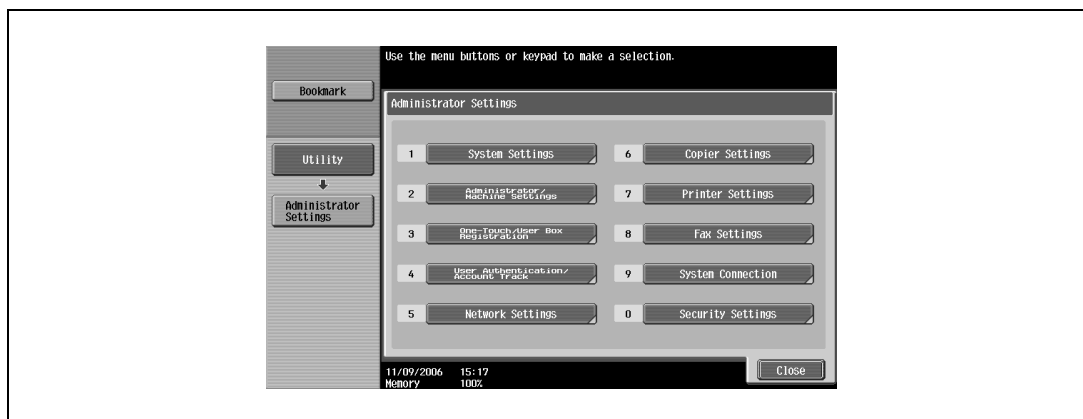 Use the menu buttons or keypad to make a selection.
Bookmark
Administrator Settings
Utility
Administrator
Settings
1 System Settings
2 Administrator/
Machine Settings
3 One-Touch/User Box
Registration
4 User Authentication/
Account Track
5 Network Settings
6 Copier Settings
7 Printer Settings
8 Fax Settings
9 System Connection
0 Security Settings
11/09/2006 15:17
Memory 100%
Close